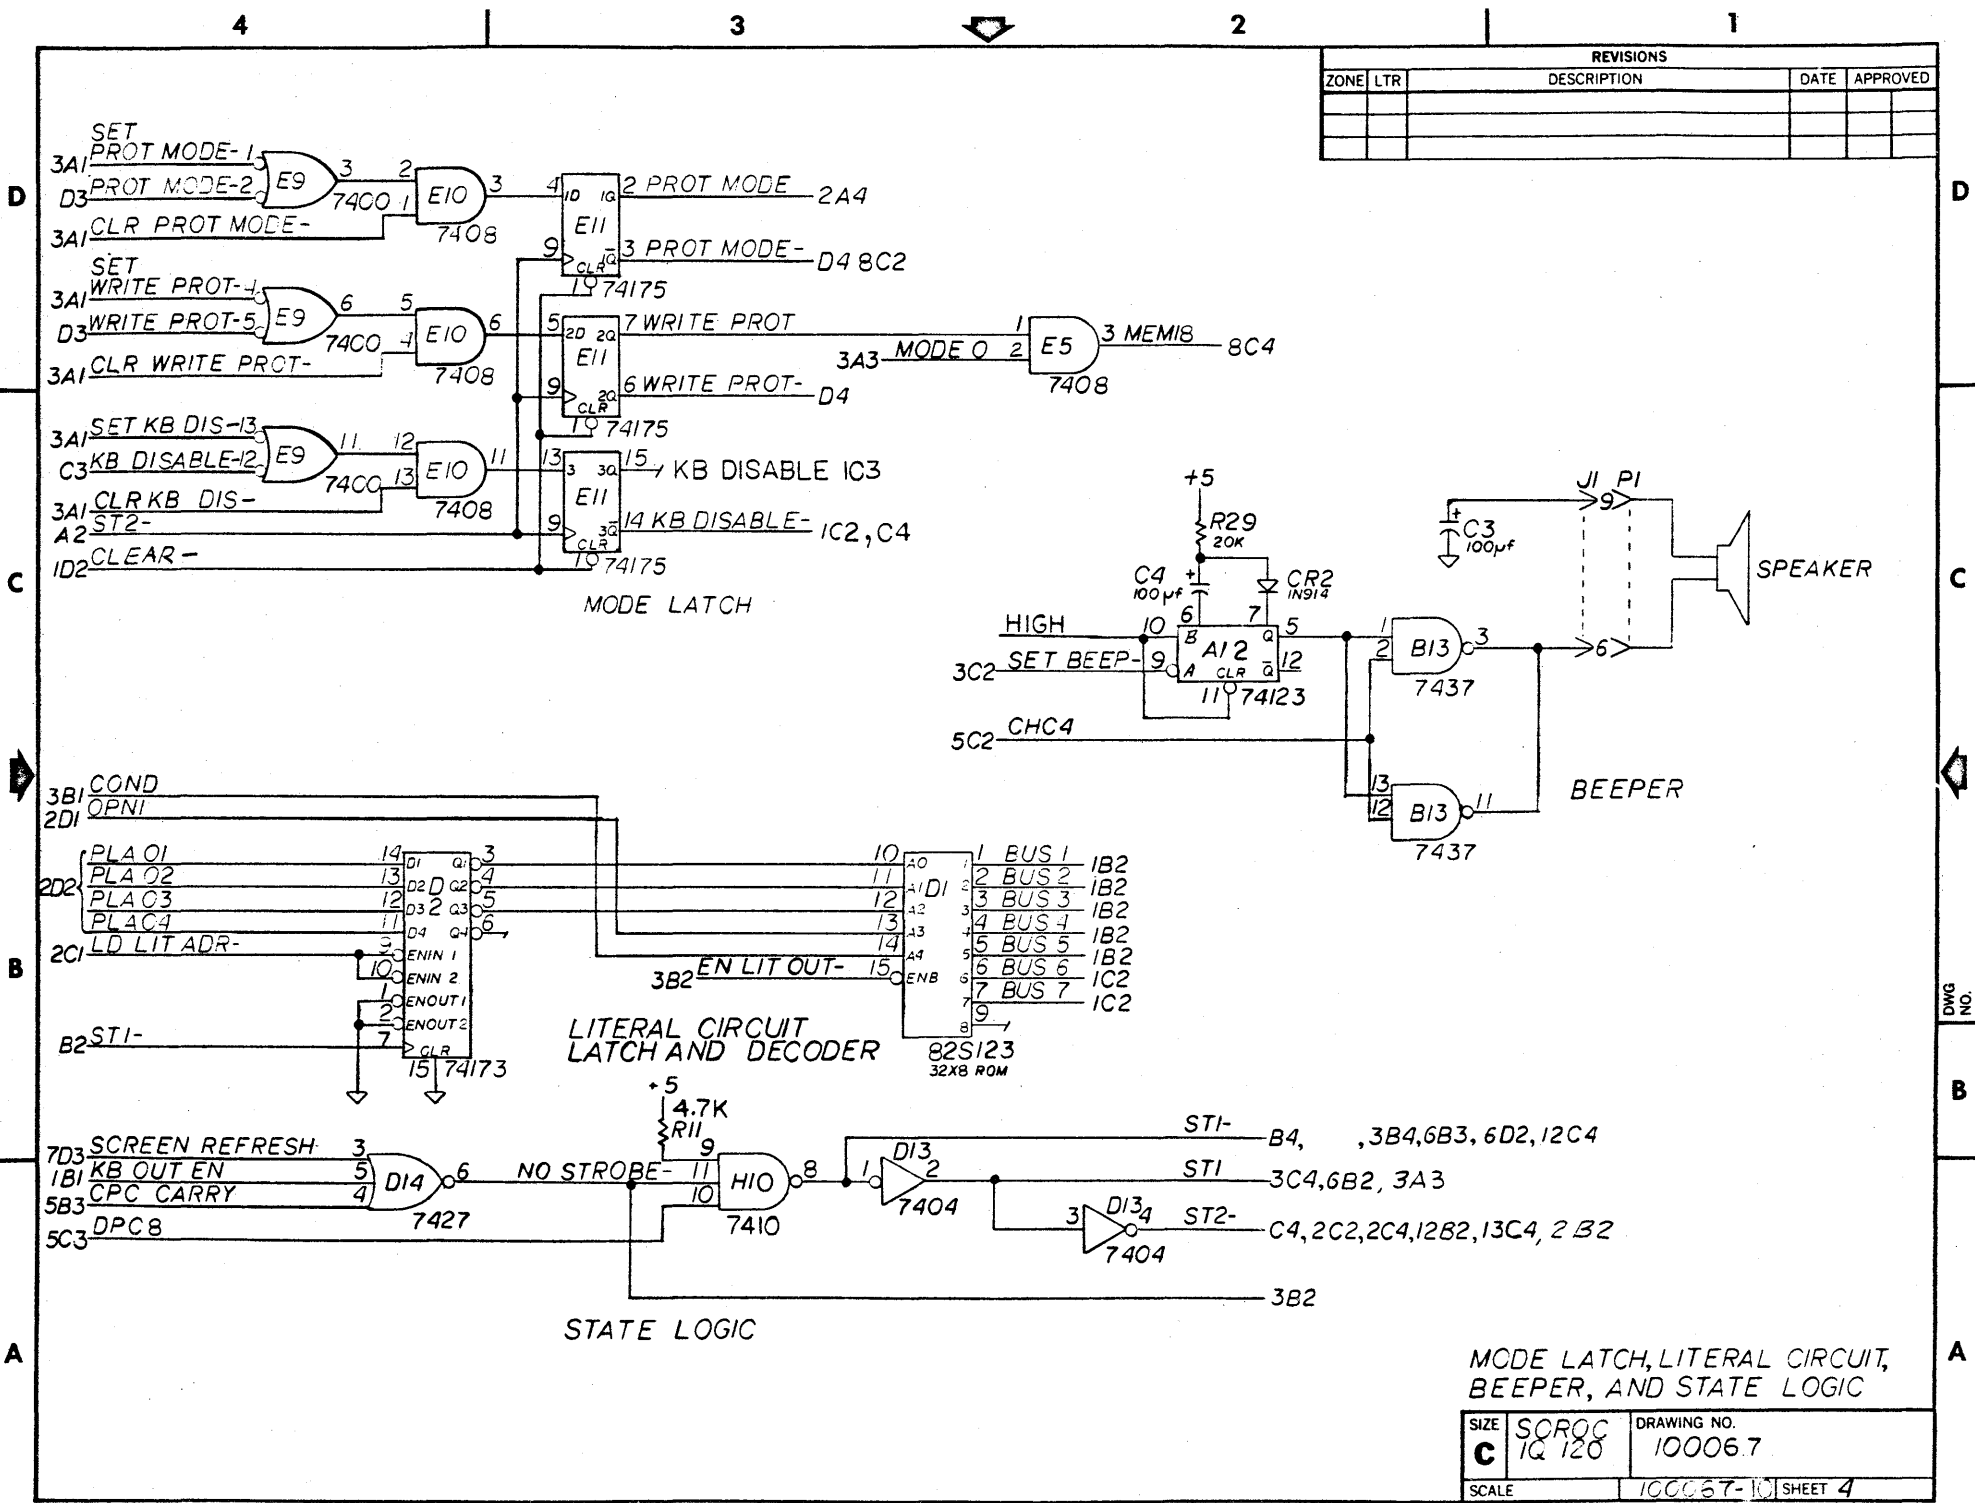 4 3 2 1
REVISIONS
ZONE LTR DESCRIPTION DATE APPROVED
D D
SET
3A1 PROT MODE- 1
D3 PROT MODE-2
E9 3
7400
3A1 CLR PROT MODE-
2 1 E10 3
7408
4 1D 1Q 2 PROT MODE 2A4
E11
9 CLR 1Q 3 PROT MODE- D4 8C2
1 74175
SET
3A1 WRITE PROT-4
D3 WRITE PROT-5
E9 6
7400
3A1 CLR WRITE PROT-
5 4 E10 6
7408
5 2D 2Q 7 WRITE PROT
E11
9 CLR 2Q 6 WRITE PROT- D4
1 74175
3A3 MODE 0
1 2 E5 3 MEM18 8C4
7408
3A1 SET KB DIS-13
C3 KB DISABLE-12
E9 11
7400
3A1 CLR KB DIS-
12 13 E10 11
7408
13 3 3Q 15 KB DISABLE 1C3
E11
9 CLR 3Q 14 KB DISABLE- 1C2, C4
1 74175
A2 ST2-
1D2 CLEAR-
MODE LATCH
C C
+5
R29
20K
C4 +
100µf
CR2
1N914
HIGH 10 6 7
B Q 5
A12
3C2 SET BEEP- 9 A CLR Q 12
11 74123
5C2 CHC4
1 2 B13 3
7437
13 12 B13 11
7437
+ C3
100µf
J1 P1
9
6
SPEAKER
BEEPER
3B1 COND
2D1 OPN1
2D2
PLA 01 14 D1 Q1 3
PLA 02 13 D2 D Q2 4
PLA 03 12 D3 2 Q3 5
PLA 04 11 D4 Q4 6
2C1 LD LIT ADR- 9 ENIN 1
10 ENIN 2
1 ENOUT 1
2 ENOUT 2
B2 ST1- 7 CLR
15 74173
LITERAL CIRCUIT
LATCH AND DECODER
10 A0 1 1 BUS 1 1B2
11 A1 D1 2 2 BUS 2 1B2
12 A2 3 3 BUS 3 1B2
13 A3 4 4 BUS 4 1B2
14 A4 5 5 BUS 5 1B2
3B2 EN LIT OUT- 15 ENB 6 6 BUS 6 1C2
7 7 BUS 7 1C2
8 9
82S123
32X8 ROM
B B
DWG
NO.
7D3 SCREEN REFRESH 3
1B1 KB OUT EN 5
5B3 CPC CARRY 4
D14 6
7427
5C3 DPC8
+5
4.7K
R11
NO STROBE-
9 11 10 H10 8
7410
1 D13 2
7404
3 D13 4
7404
ST1- B4, ,3B4,6B3,6D2,12C4
ST1 3C4,6B2, 3A3
ST2- C4,2C2,2C4,12B2,13C4, 2B2
3B2
STATE LOGIC
A A
MODE LATCH, LITERAL CIRCUIT,
BEEPER, AND STATE LOGIC
SIZE
C
SOROC
IQ 120
DRAWING NO.
10006.7
SCALE 100067-10 SHEET 4